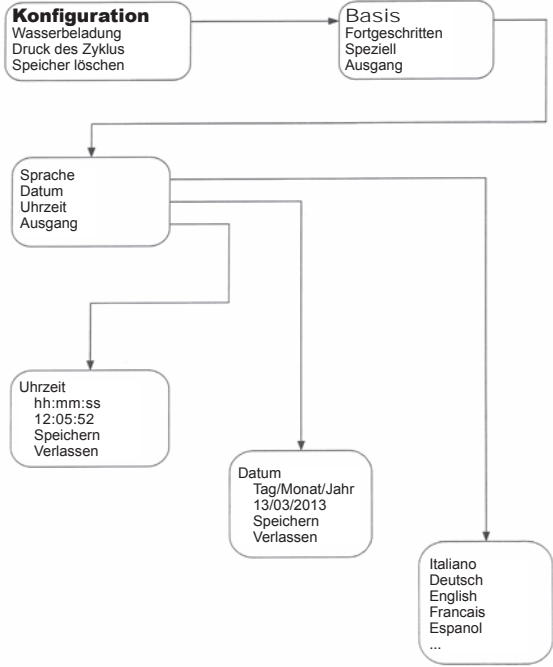 Konfiguration
Wasserbeladung
Druck des Zyklus
Speicher löschen
Basis
Fortgeschritten
Speziell
Ausgang
Sprache
Datum
Uhrzeit
Ausgang
Uhrzeit
hh:mm:ss
12:05:52
Speichern
Verlassen
Datum
Tag/Monat/Jahr
13/03/2013
Speichern
Verlassen
Italiano
Deutsch
English
Francais
Espanol
...